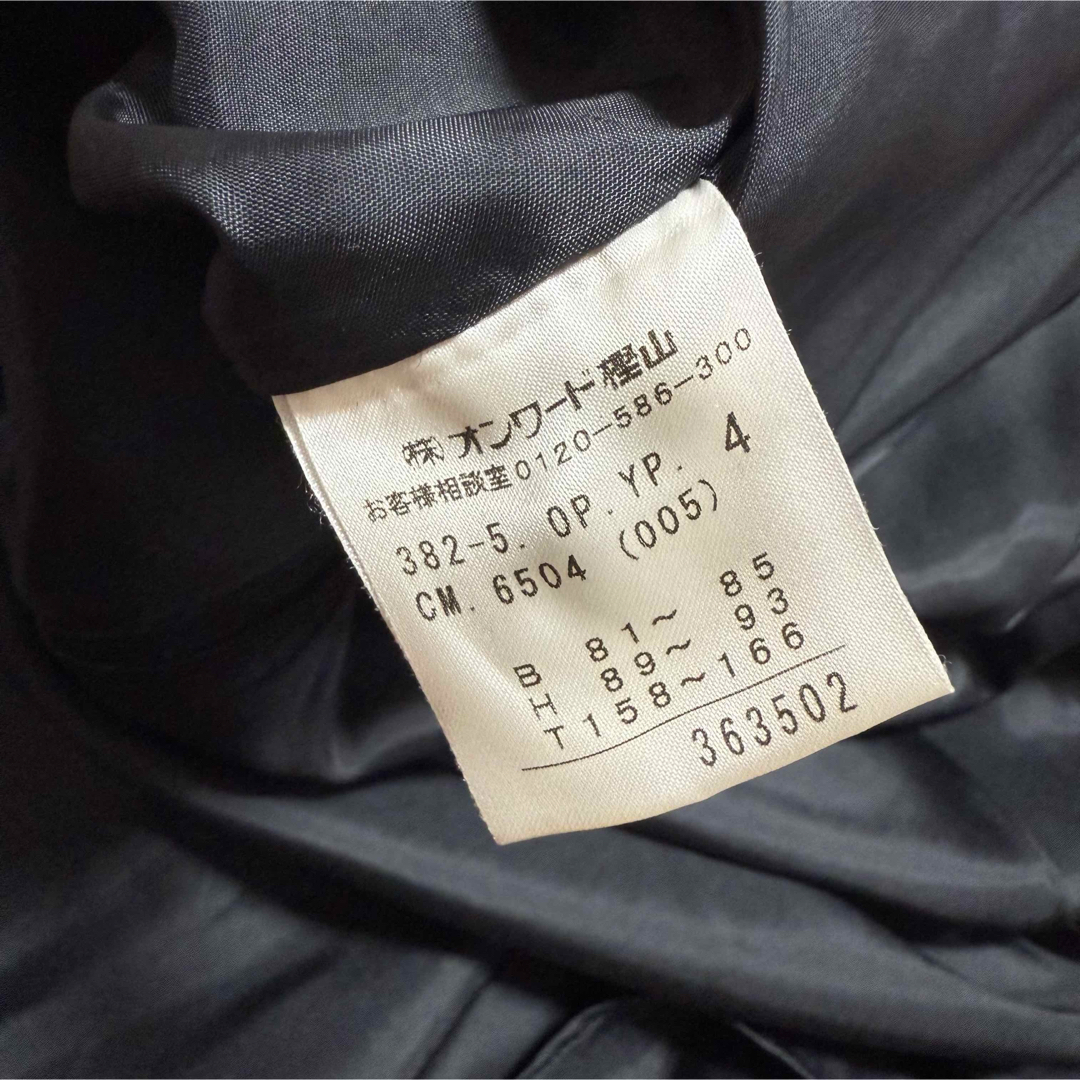 ㈱オンワード樫山
お客様相談室0120-586-300
382-5. OP. YP. 4
CM. 6504 (005)
B 81~ 85
H 89~ 93
T 158~166
363502